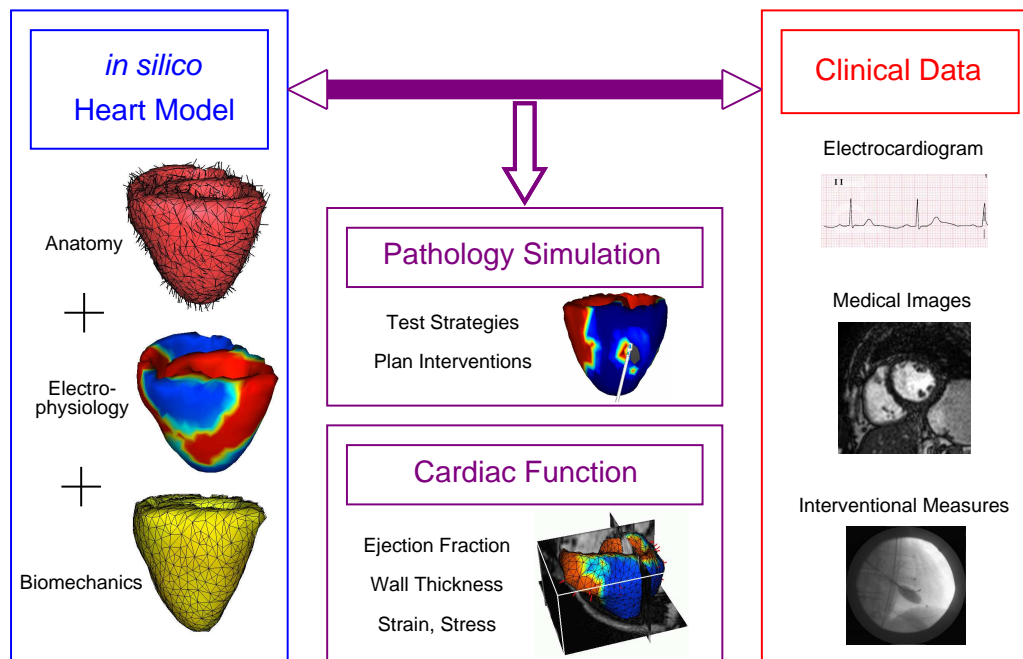 in silico
Heart Model
Anatomy
Electro-
physiology
Biomechanics
Pathology Simulation
Test Strategies
Plan Interventions
Cardiac Function
Ejection Fraction
Wall Thickness
Strain, Stress
Clinical Data
Electrocardiogram
II
Medical Images
Interventional Measures